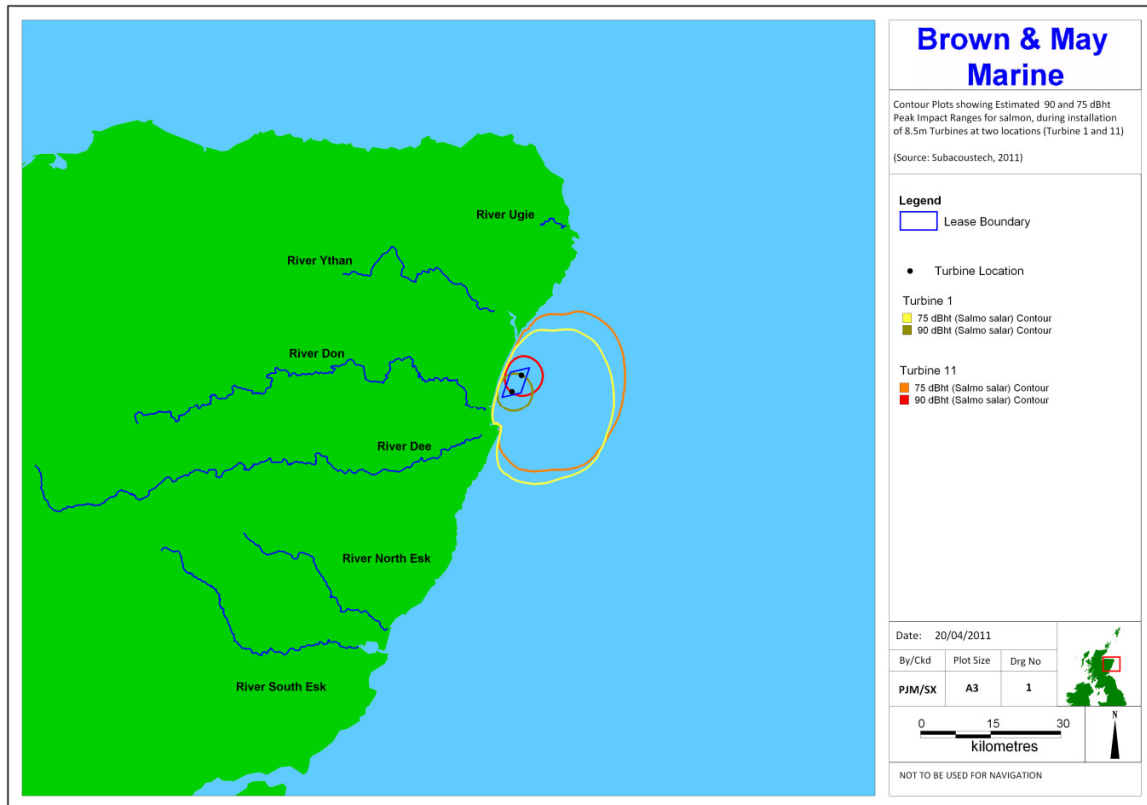 River Ugie
River Ythan
River Don
River Dee
River North Esk
River South Esk
Brown & May
Marine
Contour Plots showing Estimated 90 and 75 dBht
Peak Impact Ranges for salmon, during installation
of 8.5m Turbines at two locations (Turbine 1 and 11)
(Source: Subacoustech, 2011)
Legend
Lease Boundary
Turbine Location
Turbine 1
75 dBht (Salmo salar) Contour
90 dBht (Salmo salar) Contour
Turbine 11
75 dBht (Salmo salar) Contour
90 dBht (Salmo salar) Contour
Date: 20/04/2011
By/Ckd Plot Size Drg No
PJM/SX A3 1
0 15 30
kilometres
N
NOT TO BE USED FOR NAVIGATION